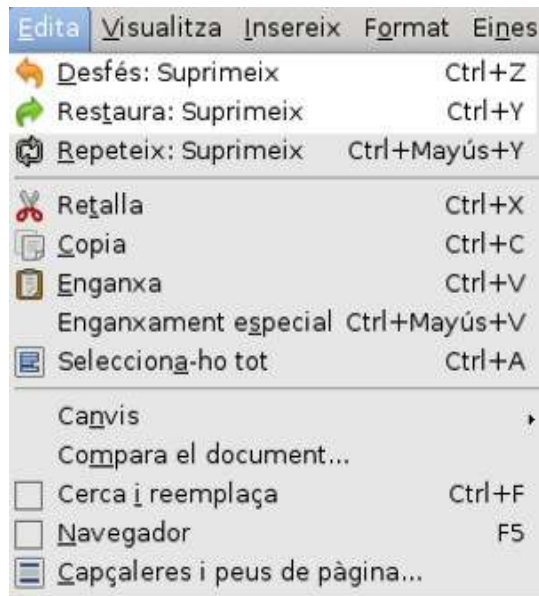 Edita Visualitza Insereix Format Eines
Desfés: Suprimeix Ctrl+Z
Restaura: Suprimeix Ctrl+Y
Repeteix: Suprimeix Ctrl+Mayús+Y
Retalla Ctrl+X
Copia Ctrl+C
Enganxa Ctrl+V
Enganxament especial Ctrl+Mayús+V
Selecciona-ho tot Ctrl+A
Canvis
Compara el document...
Cerca i reemplaça Ctrl+F
Navegador F5
Capçaleres i peus de pàgina...